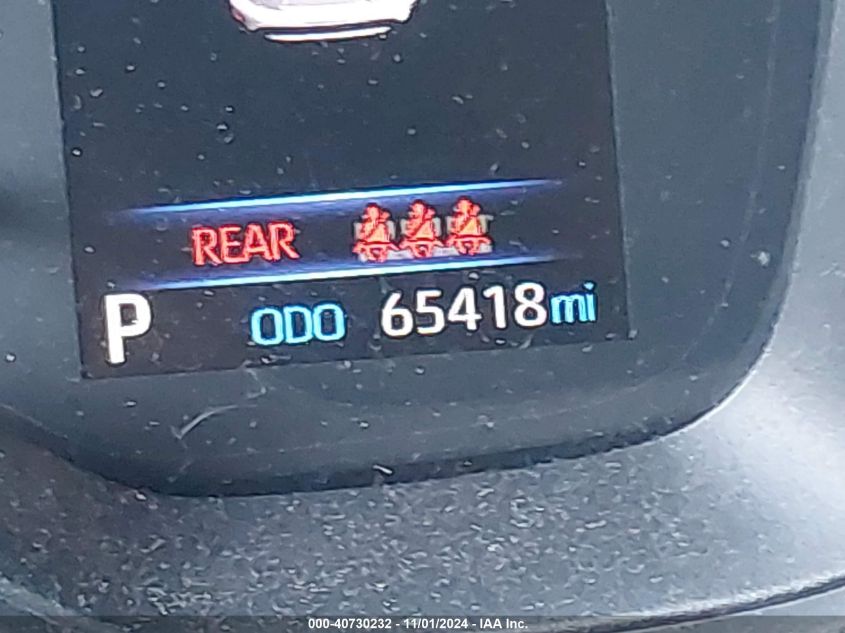 REAR
P ODO 65418mi
000-40730232 - 11/01/2024 - IAA Inc.